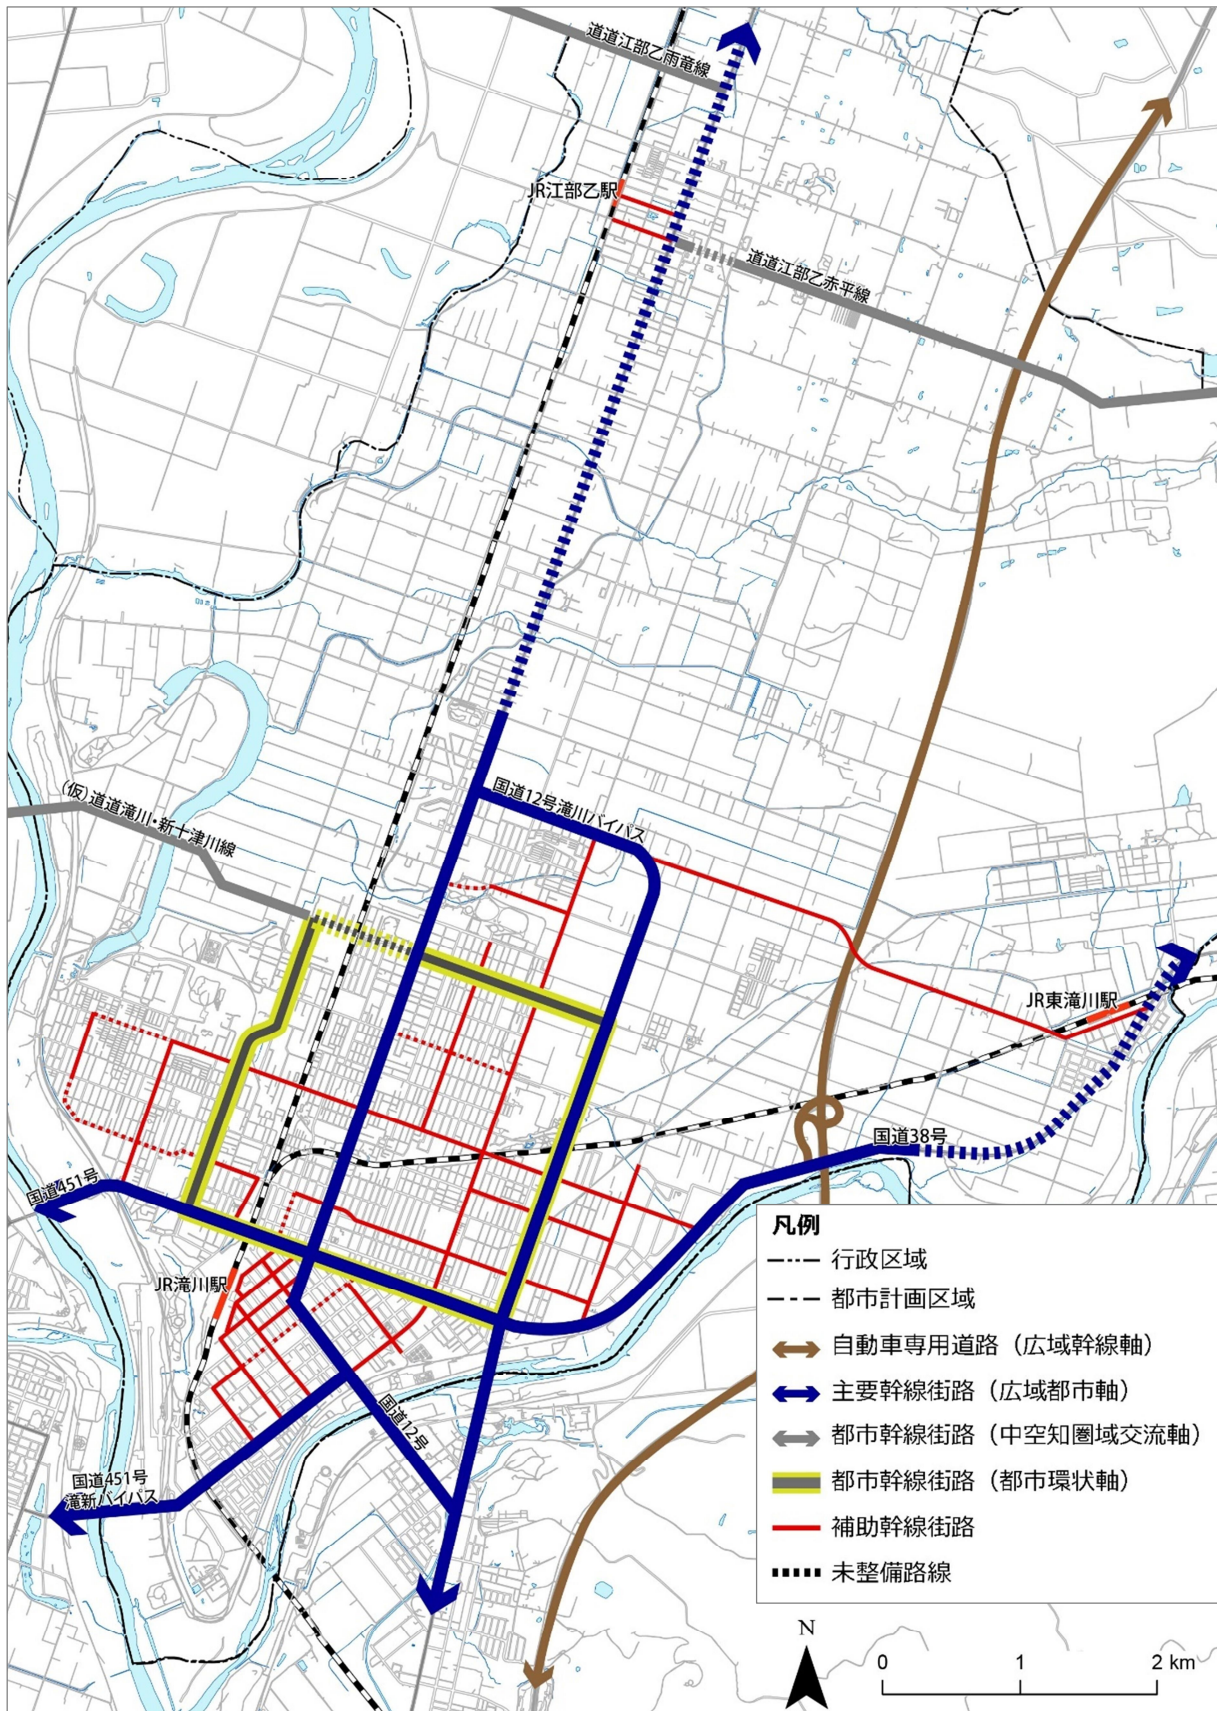 道道江部乙雨竜線
JR江部乙駅
道道江部乙赤平線
国道12号滝川バイパス
(仮)道道滝川・新十津川線
JR東滝川駅
国道38号
国道451号
JR滝川駅
国道12号
国道451号
滝新バイパス
凡例
行政区域
都市計画区域
自動車専用道路（広域幹線軸）
主要幹線街路（広域都市軸）
都市幹線街路（中空知圏域交流軸）
都市幹線街路（都市環状軸）
補助幹線街路
未整備路線
N
0 1 2 km